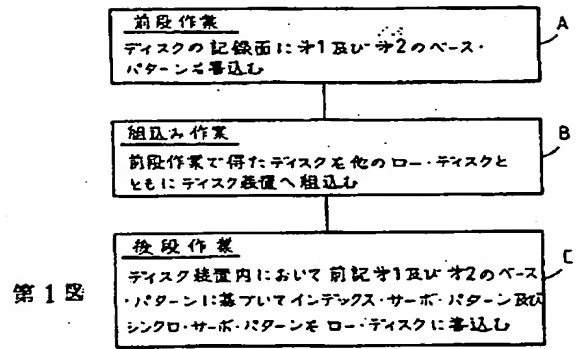 前段作業
A
ディスクの記録面に才1及び才2のベース・
パターンを書込む
組込み作業
B
前段作業で得たディスクを他のロー・ディスクと
ともにディスク装置へ組込む
後段作業
C
ディスク装置内において前記才1及び才2のベース
・パターンに基づいてインデックス・サーボ・パターン及び
シンクロ・サーボ・パターンをロー・ディスクに書込む
第1図